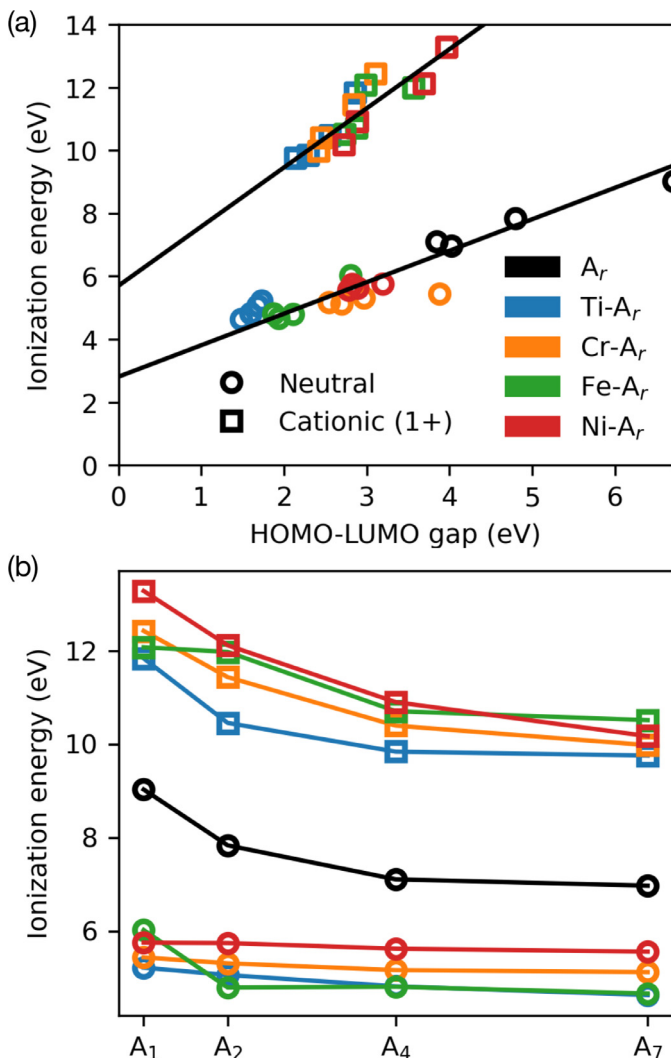 (a)
14
12
10
8
6
4
2
0
Ionization energy (eV)
Neutral
Cationic (1+)
Aᵣ
Ti-Aᵣ
Cr-Aᵣ
Fe-Aᵣ
Ni-Aᵣ
0 1 2 3 4 5 6
HOMO-LUMO gap (eV)
(b)
12
10
8
6
Ionization energy (eV)
A₁ A₂ A₄ A₇